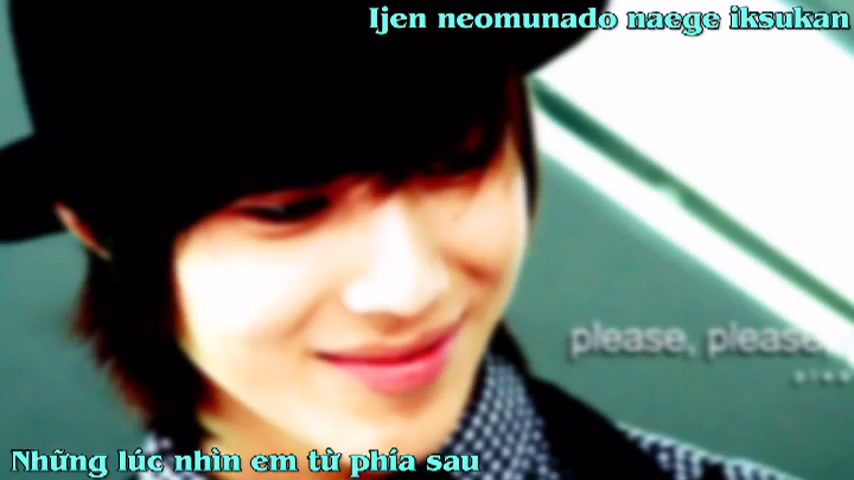 Ijen neomunado naege iksukan
please, please
Những lúc nhìn em từ phía sau